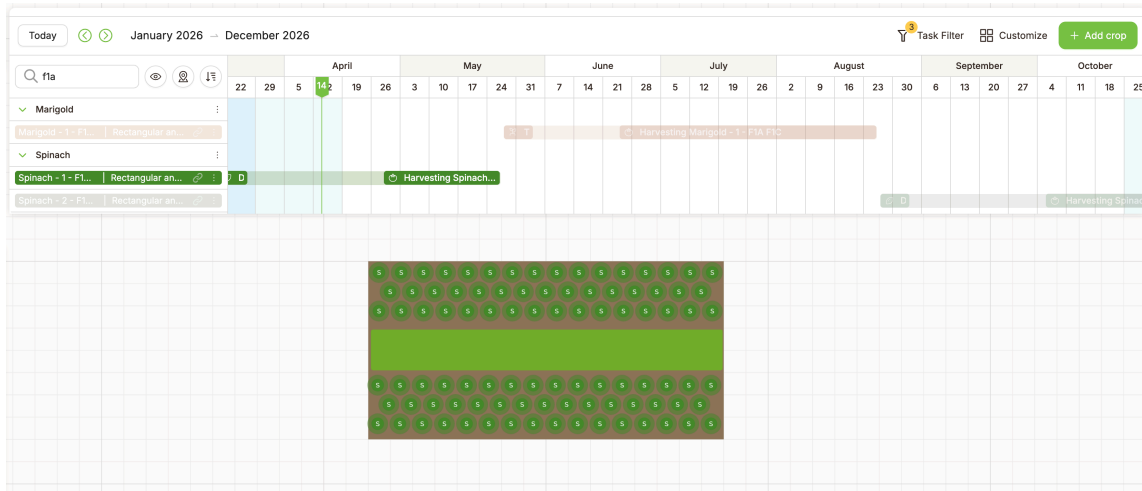 Today January 2026 → December 2026 3 Task Filter Customize + Add crop
f1a April May June July August September October
22 29 5 14 19 26 3 10 17 24 31 7 14 21 28 5 12 19 26 2 9 16 23 30 6 13 20 27 4 11 18 25
Marigold
Marigold - 1 - F1... | Rectangular an... T Harvesting Marigold - 1 - F1A F1C
Spinach
Spinach - 1 - F1... | Rectangular an... D Harvesting Spinach...
Spinach - 2 - F1... | Rectangular an... D Harvesting Spinac
S S S S S S S S S S S S S S S S
S S S S S S S S S S S S S S S
S S S S S S S S S S S S S S S S
S S S S S S S S S S S S S S S S
S S S S S S S S S S S S S S S
S S S S S S S S S S S S S S S S